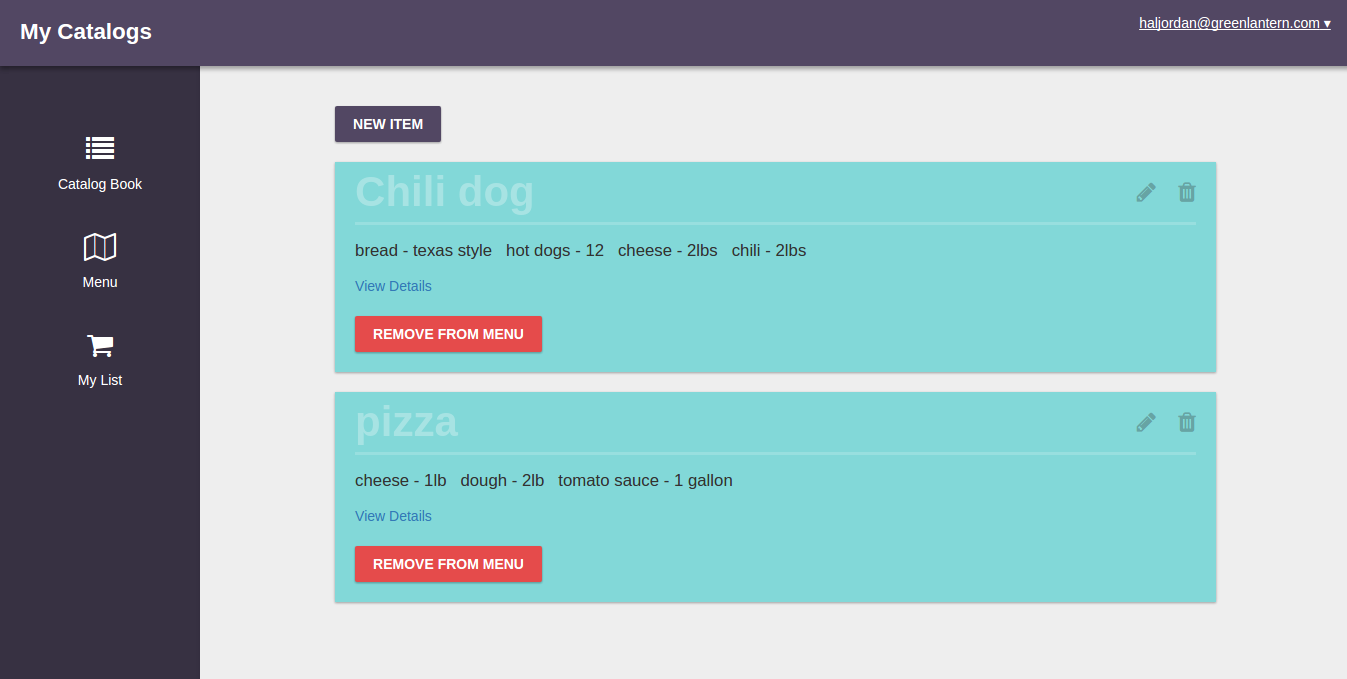 My Catalogs
haljordan@greenlantern.com ▾
Catalog Book
Menu
My List
NEW ITEM
Chili dog
bread - texas style   hot dogs - 12   cheese - 2lbs   chili - 2lbs
View Details
REMOVE FROM MENU
pizza
cheese - 1lb   dough - 2lb   tomato sauce - 1 gallon
View Details
REMOVE FROM MENU